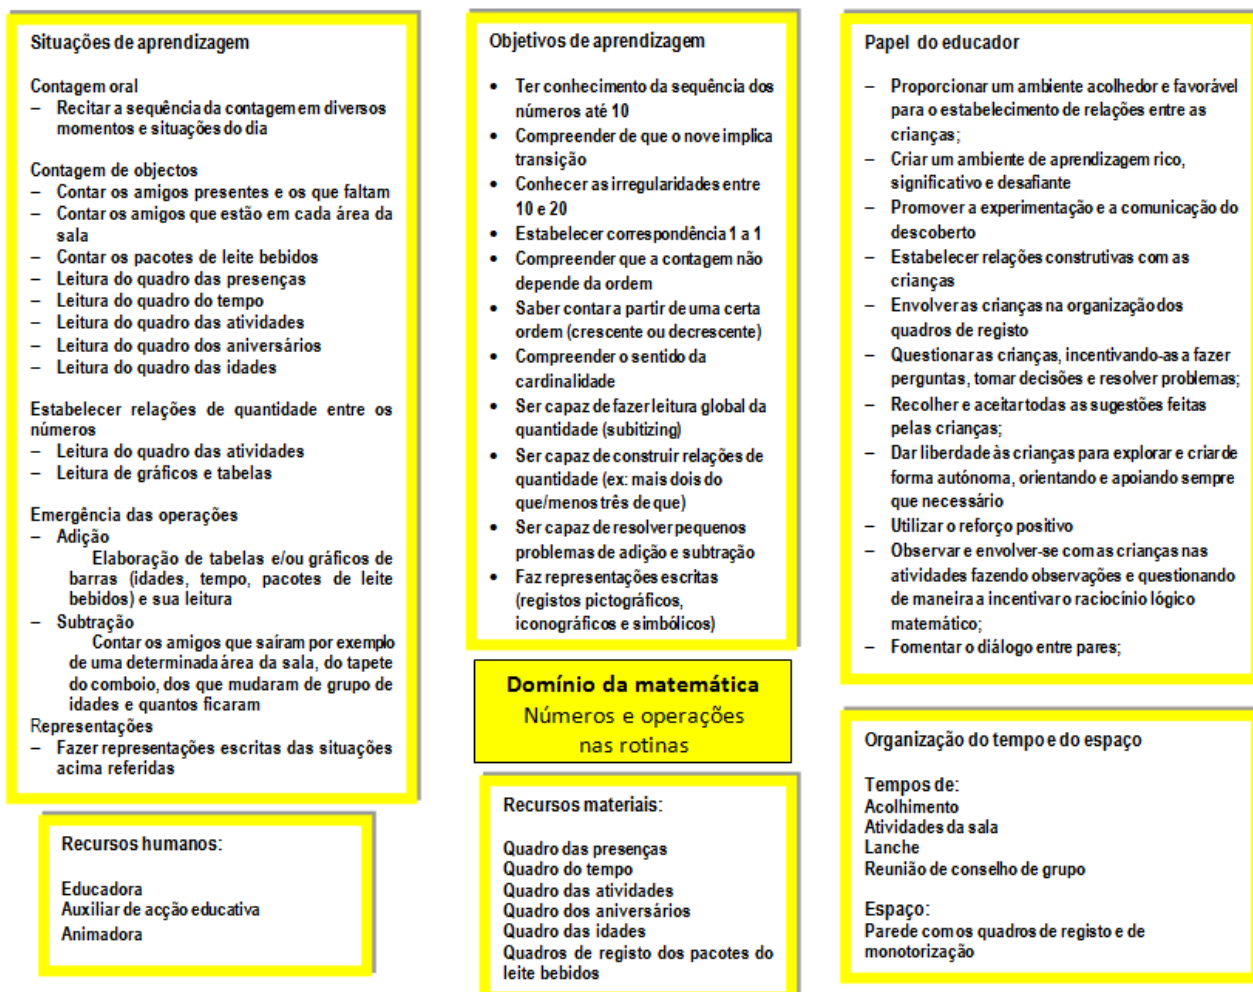 Situações de aprendizagem
Contagem oral
– Recitar a sequência da contagem em diversos
momentos e situações do dia
Contagem de objectos
– Contar os amigos presentes e os que faltam
– Contar os amigos que estão em cada área da
sala
– Contar os pacotes de leite bebidos
– Leitura do quadro das presenças
– Leitura do quadro do tempo
– Leitura do quadro das atividades
– Leitura do quadro dos aniversários
– Leitura do quadro das idades
Estabelecer relações de quantidade entre os
números
– Leitura do quadro das atividades
– Leitura de gráficos e tabelas
Emergência das operações
– Adição
Elaboração de tabelas e/ou gráficos de
barras (idades, tempo, pacotes de leite
bebidos) e sua leitura
– Subtração
Contar os amigos que saíram por exemplo
de uma determinada área da sala, do tapete
do comboio, dos que mudaram de grupo de
idades e quantos ficaram
Representações
– Fazer representações escritas das situações
acima referidas
Recursos humanos:
Educadora
Auxiliar de acção educativa
Animadora
Objetivos de aprendizagem
• Ter conhecimento da sequência dos
números até 10
• Compreender de que o nove implica
transição
• Conhecer as irregularidades entre
10 e 20
• Estabelecer correspondência 1 a 1
• Compreender que a contagem não
depende da ordem
• Saber contar a partir de uma certa
ordem (crescente ou decrescente)
• Compreender o sentido da
cardinalidade
• Ser capaz de fazer leitura global da
quantidade (subitizing)
• Ser capaz de construir relações de
quantidade (ex: mais dois do
que/menos três de que)
• Ser capaz de resolver pequenos
problemas de adição e subtração
• Faz representações escritas
(registos pictográficos,
iconográficos e simbólicos)
Domínio da matemática
Números e operações
nas rotinas
Recursos materiais:
Quadro das presenças
Quadro do tempo
Quadro das atividades
Quadro dos aniversários
Quadro das idades
Quadros de registo dos pacotes do
leite bebidos
Papel do educador
– Proporcionar um ambiente acolhedor e favorável
para o estabelecimento de relações entre as
crianças;
– Criar um ambiente de aprendizagem rico,
significativo e desafiante
– Promover a experimentação e a comunicação do
descoberto
– Estabelecer relações construtivas com as
crianças
– Envolver as crianças na organização dos
quadros de registo
– Questionar as crianças, incentivando-as a fazer
perguntas, tomar decisões e resolver problemas;
– Recolher e aceitar todas as sugestões feitas
pelas crianças;
– Dar liberdade às crianças para explorar e criar de
forma autónoma, orientando e apoiando sempre
que necessário
– Utilizar o reforço positivo
– Observar e envolver-se com as crianças nas
atividades fazendo observações e questionando
de maneira a incentivar o raciocínio lógico
matemático;
– Fomentar o diálogo entre pares;
Organização do tempo e do espaço
Tempos de:
Acolhimento
Atividades da sala
Lanche
Reunião de conselho de grupo
Espaço:
Parede com os quadros de registo e de
monotorização